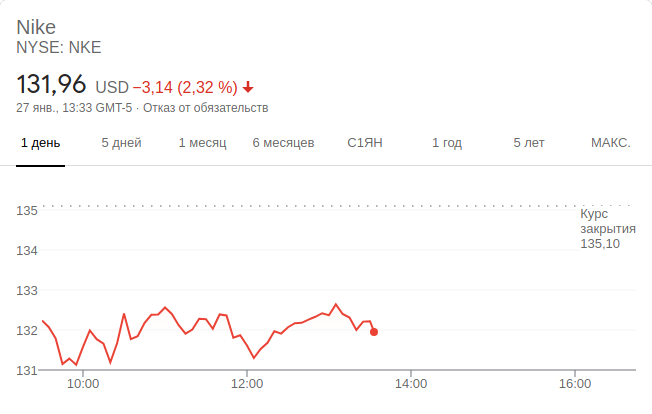 Nike
NYSE: NKE
131,96 USD −3,14 (2,32 %)
27 янв., 13:33 GMT-5 · Отказ от обязательств
1 день 5 дней 1 месяц 6 месяцев С1ЯН 1 год 5 лет МАКС.
135
Курс
закрытия
135,10
134
133
132
131
10:00 12:00 14:00 16:00